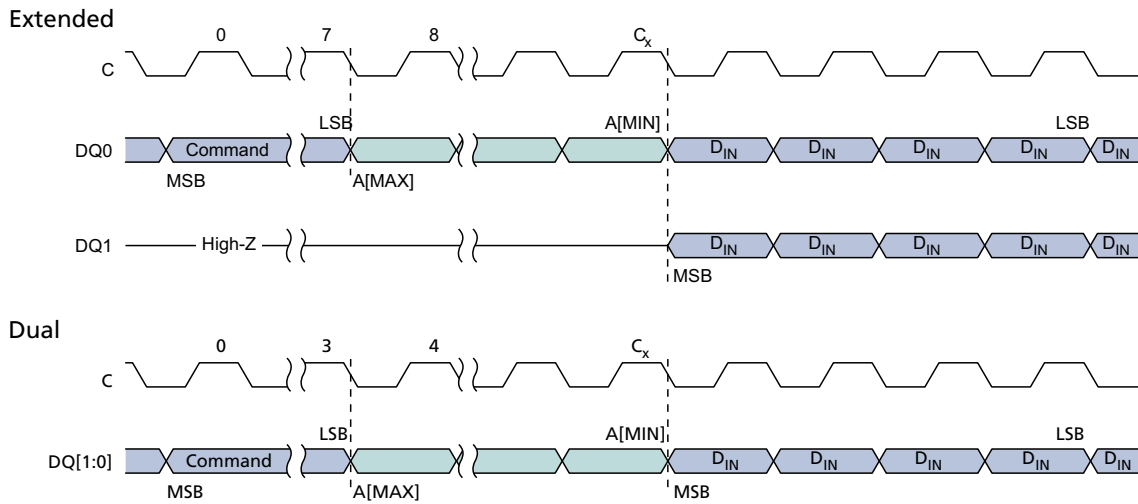 Extended
0 7 8 Cx
C
LSB A[MIN] LSB
DQ0 Command DIN DIN DIN DIN DIN
MSB A[MAX]
DQ1 High-Z DIN DIN DIN DIN DIN
MSB
Dual
0 3 4 Cx
C
LSB A[MIN] LSB
DQ[1:0] Command DIN DIN DIN DIN DIN
MSB A[MAX] MSB